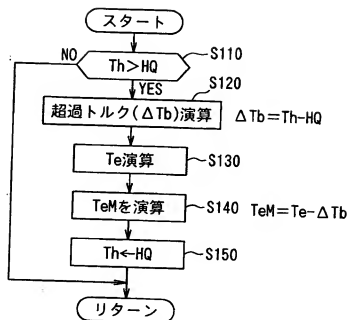 スタート
NO
Th>HQ
S110
YES
S120
超過トルク(ΔTb)演算
ΔTb=Th-HQ
Te演算
S130
TeMを演算
S140
TeM=Te-ΔTb
Th←HQ
S150
リターン